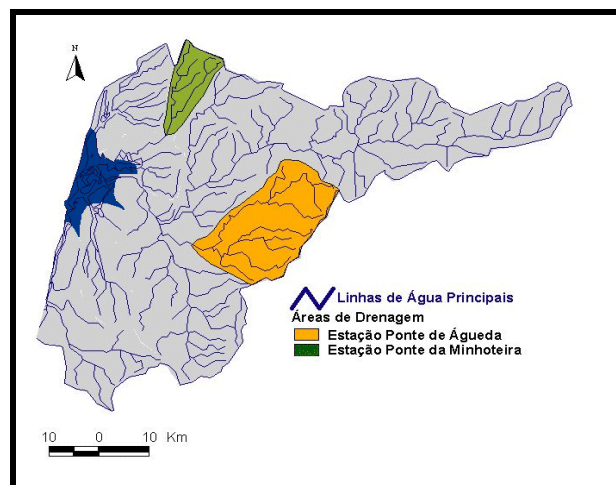 N
Linhas de Água Principais
Áreas de Drenagem
Estação Ponte de Águeda
Estação Ponte da Minhoteira
10 0 10 Km